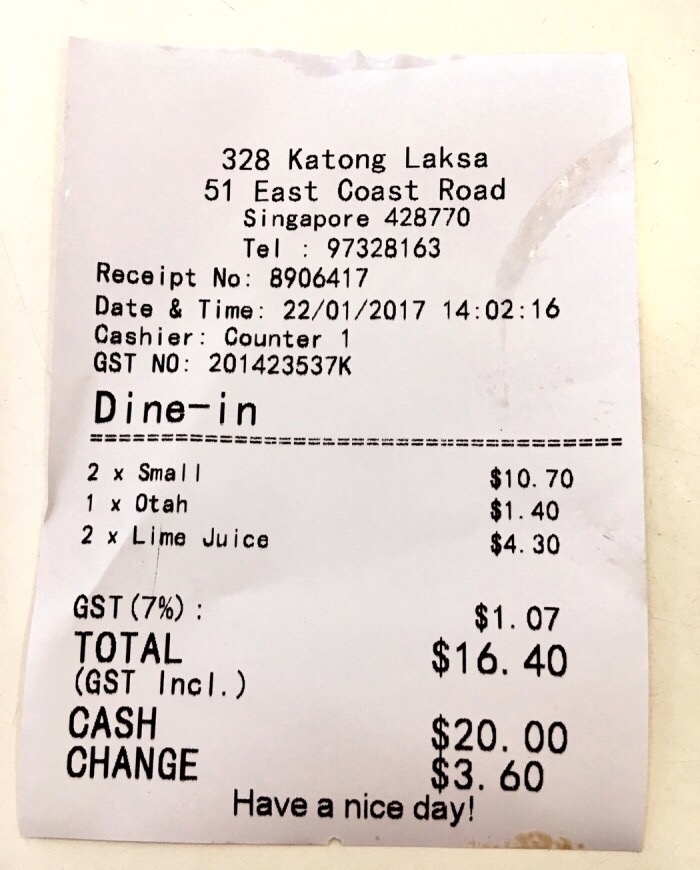 328 Katong Laksa
51 East Coast Road
Singapore 428770
Tel : 97328163
Receipt No: 8906417
Date & Time: 22/01/2017 14:02:16
Cashier: Counter 1
GST NO: 201423537K
Dine-in
==============================================
2 x Small $10.70
1 x Otah $1.40
2 x Lime Juice $4.30
GST(7%): $1.07
TOTAL $16.40
(GST Incl.)
CASH $20.00
CHANGE $3.60
Have a nice day!